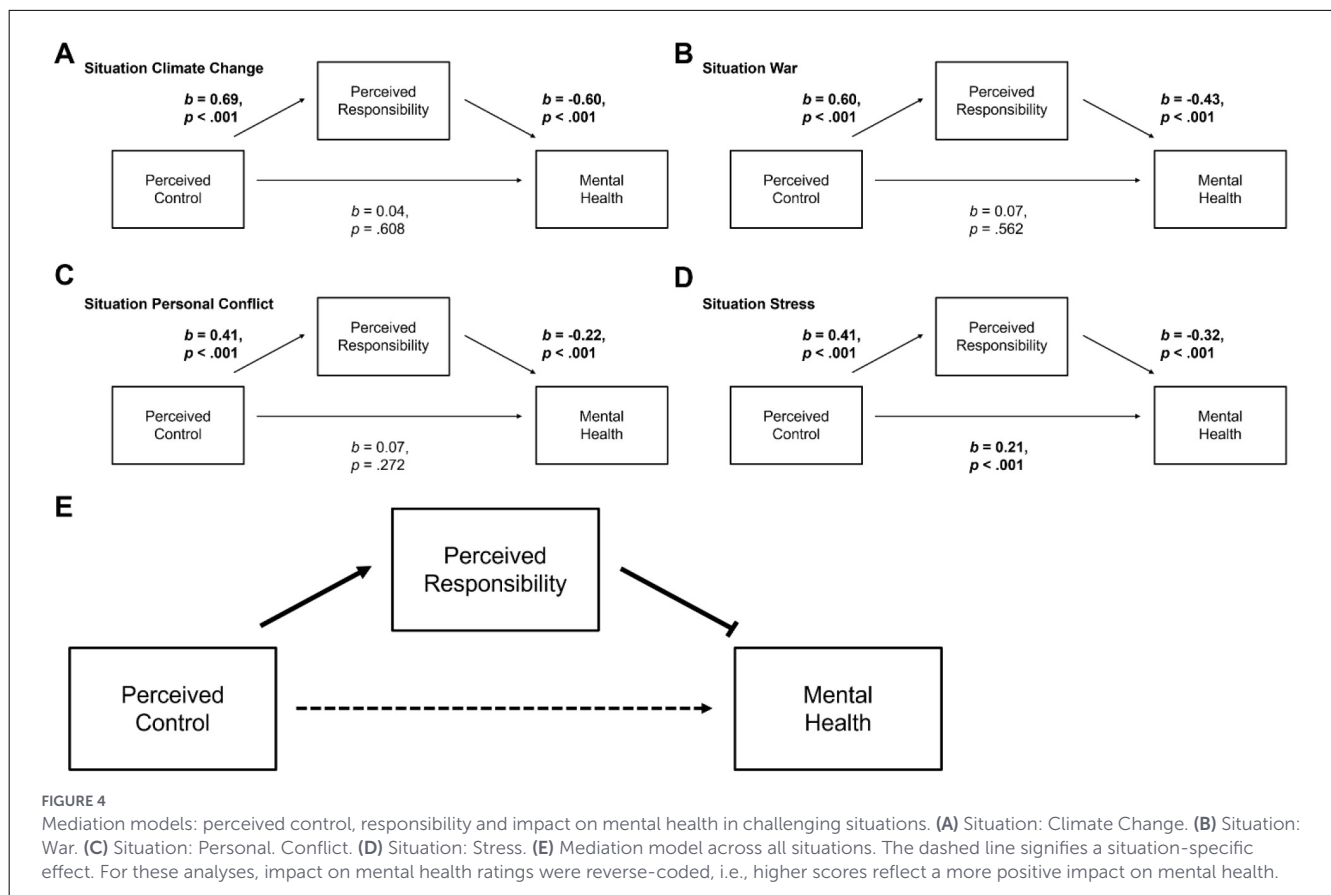 A
Situation Climate Change
Perceived
Responsibility
b = 0.69,
p < .001
b = -0.60,
p < .001
Perceived
Control
Mental
Health
b = 0.04,
p = .608
B
Situation War
Perceived
Responsibility
b = 0.60,
p < .001
b = -0.43,
p < .001
Perceived
Control
Mental
Health
b = 0.07,
p = .562
C
Situation Personal Conflict
Perceived
Responsibility
b = 0.41,
p < .001
b = -0.22,
p < .001
Perceived
Control
Mental
Health
b = 0.07,
p = .272
D
Situation Stress
Perceived
Responsibility
b = 0.41,
p < .001
b = -0.32,
p < .001
Perceived
Control
Mental
Health
b = 0.21,
p < .001
E
Perceived
Responsibility
Perceived
Control
Mental
Health
FIGURE 4
Mediation models: perceived control, responsibility and impact on mental health in challenging situations. (A) Situation: Climate Change. (B) Situation:
War. (C) Situation: Personal. Conflict. (D) Situation: Stress. (E) Mediation model across all situations. The dashed line signifies a situation-specific
effect. For these analyses, impact on mental health ratings were reverse-coded, i.e., higher scores reflect a more positive impact on mental health.